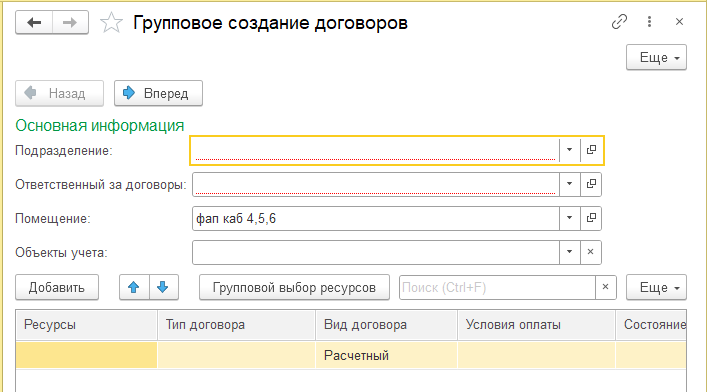 Групповое создание договоров
Еще
Назад Вперед
Основная информация
Подразделение:
Ответственный за договоры:
Помещение: фап каб 4,5,6
Объекты учета:
Добавить Групповой выбор ресурсов Поиск (Ctrl+F) Еще
Ресурсы Тип договора Вид договора Условия оплаты Состояние
Расчетный